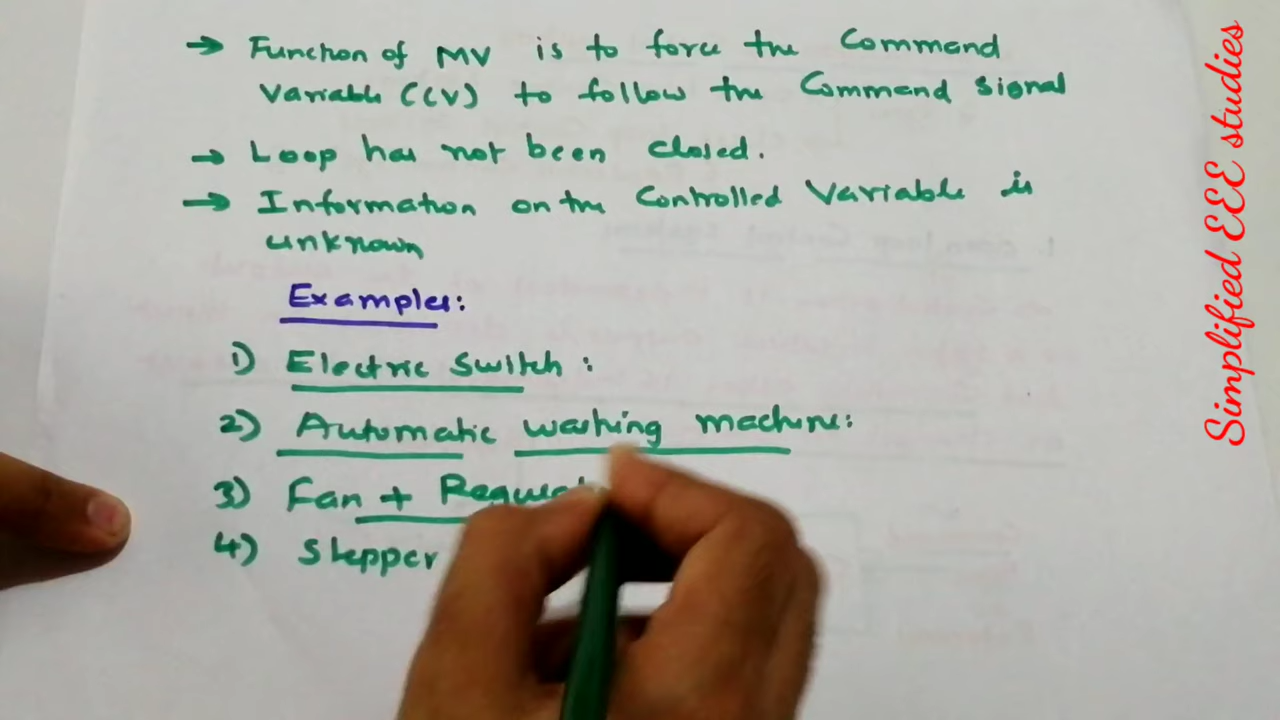 → Function of MV is to force the Command
Variable (CV) to follow the Command Signal
→ Loop has not been closed.
→ Information on the Controlled Variable is
unknown
Examples:
1) Electric Switch :
2) Automatic washing machine:
3) Fan +
4) Stepper
Simplified EEE studies